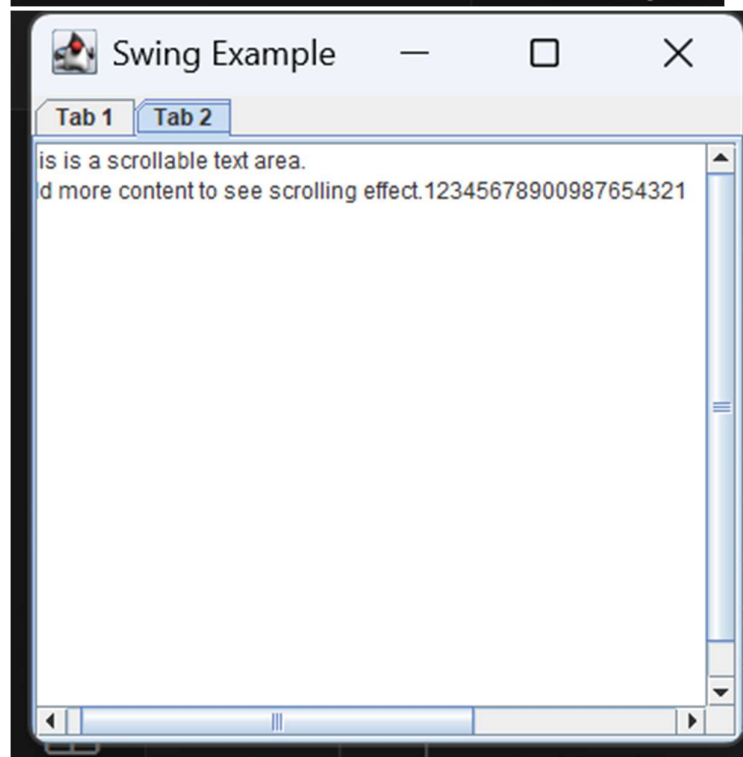 Swing Example
Tab 1 Tab 2
is is a scrollable text area.
d more content to see scrolling effect.12345678900987654321